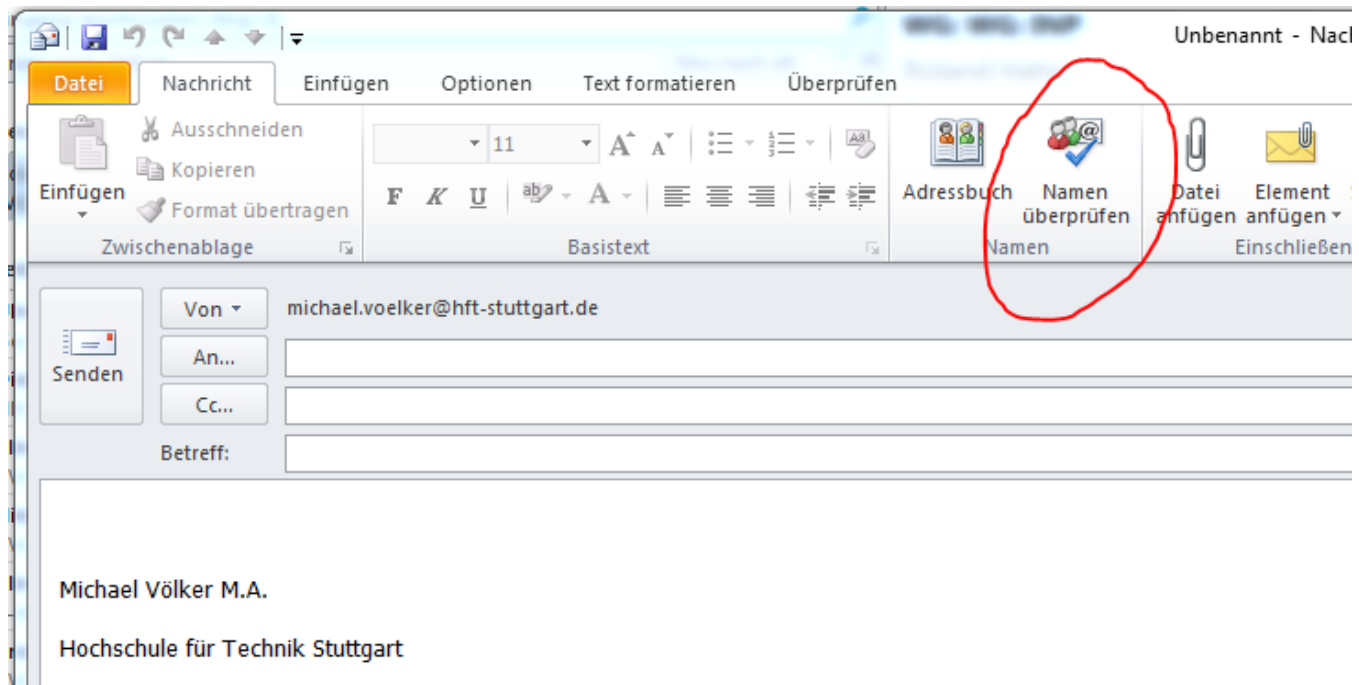 Unbenannt - Nach
Datei Nachricht Einfügen Optionen Text formatieren Überprüfen
Einfügen
Ausschneiden
Kopieren
Format übertragen
Zwischenablage
11
F K U
Basistext
Adressbuch
Namen überprüfen
Namen
Datei anfügen
Element anfügen
Einschließen
Senden
Von michael.voelker@hft-stuttgart.de
An...
Cc...
Betreff:
Michael Völker M.A.
Hochschule für Technik Stuttgart